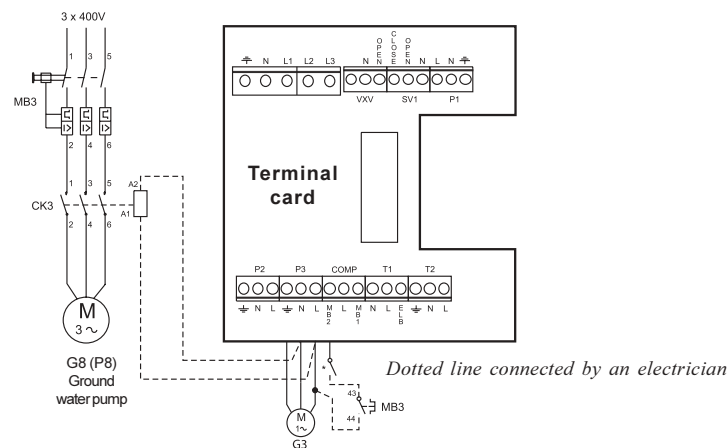 3 x 400V
1 3 5
MB3
I> I> I>
2 4 6
1 3 5
CK3
A2
A1
2 4 6
M
3 ~
G8 (P8)
Ground
water pump
N L1 L2 L3
N OPEN CLOSE OPEN N L N
VXV SV1 P1
Terminal
card
P2 P3 COMP T1 T2
N L N L MB2 L MB1 N L ELB N L
*
Dotted line connected by an electrician
43
MB3
44
M
1~
G3